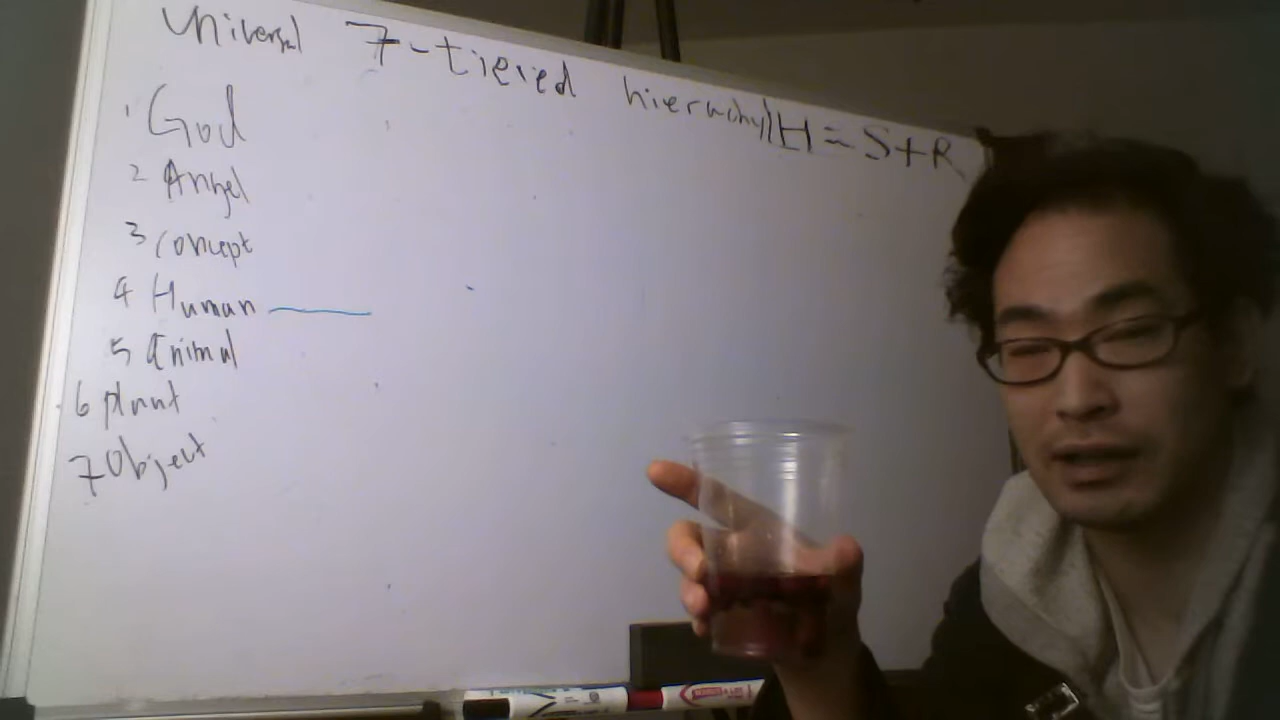 Universal 7-tiered hierarchy H = S+R
1 God
2 Angel
3 concept
4 Human
5 Animal
6 plant
7 Object